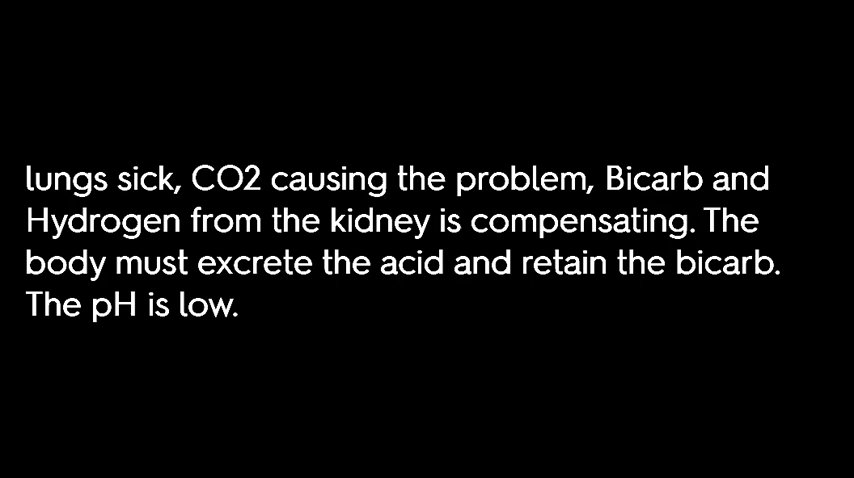 lungs sick, CO2 causing the problem, Bicarb and
Hydrogen from the kidney is compensating. The
body must excrete the acid and retain the bicarb.
The pH is low.